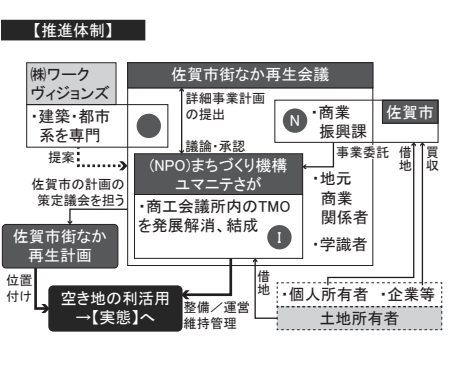 【推進体制】
㈱ワーク
ヴィジョンズ
・建築・都市
系を専門
佐賀市街なか再生会議
詳細事業計画
の提出
N
・商業
振興課
佐賀市
提案
議論・承認
事業委託
借地
買収
(NPO)まちづくり機構
ユマニテさが
・商工会議所内のTMO
を発展解消、結成
I
・地元
商業
関係者
・学識者
佐賀市の計画の
策定議会を担う
佐賀市街なか
再生計画
位置
付け
空き地の利活用
→【実態】へ
整備／運営
維持管理
借地
・個人所有者 ・企業等
土地所有者